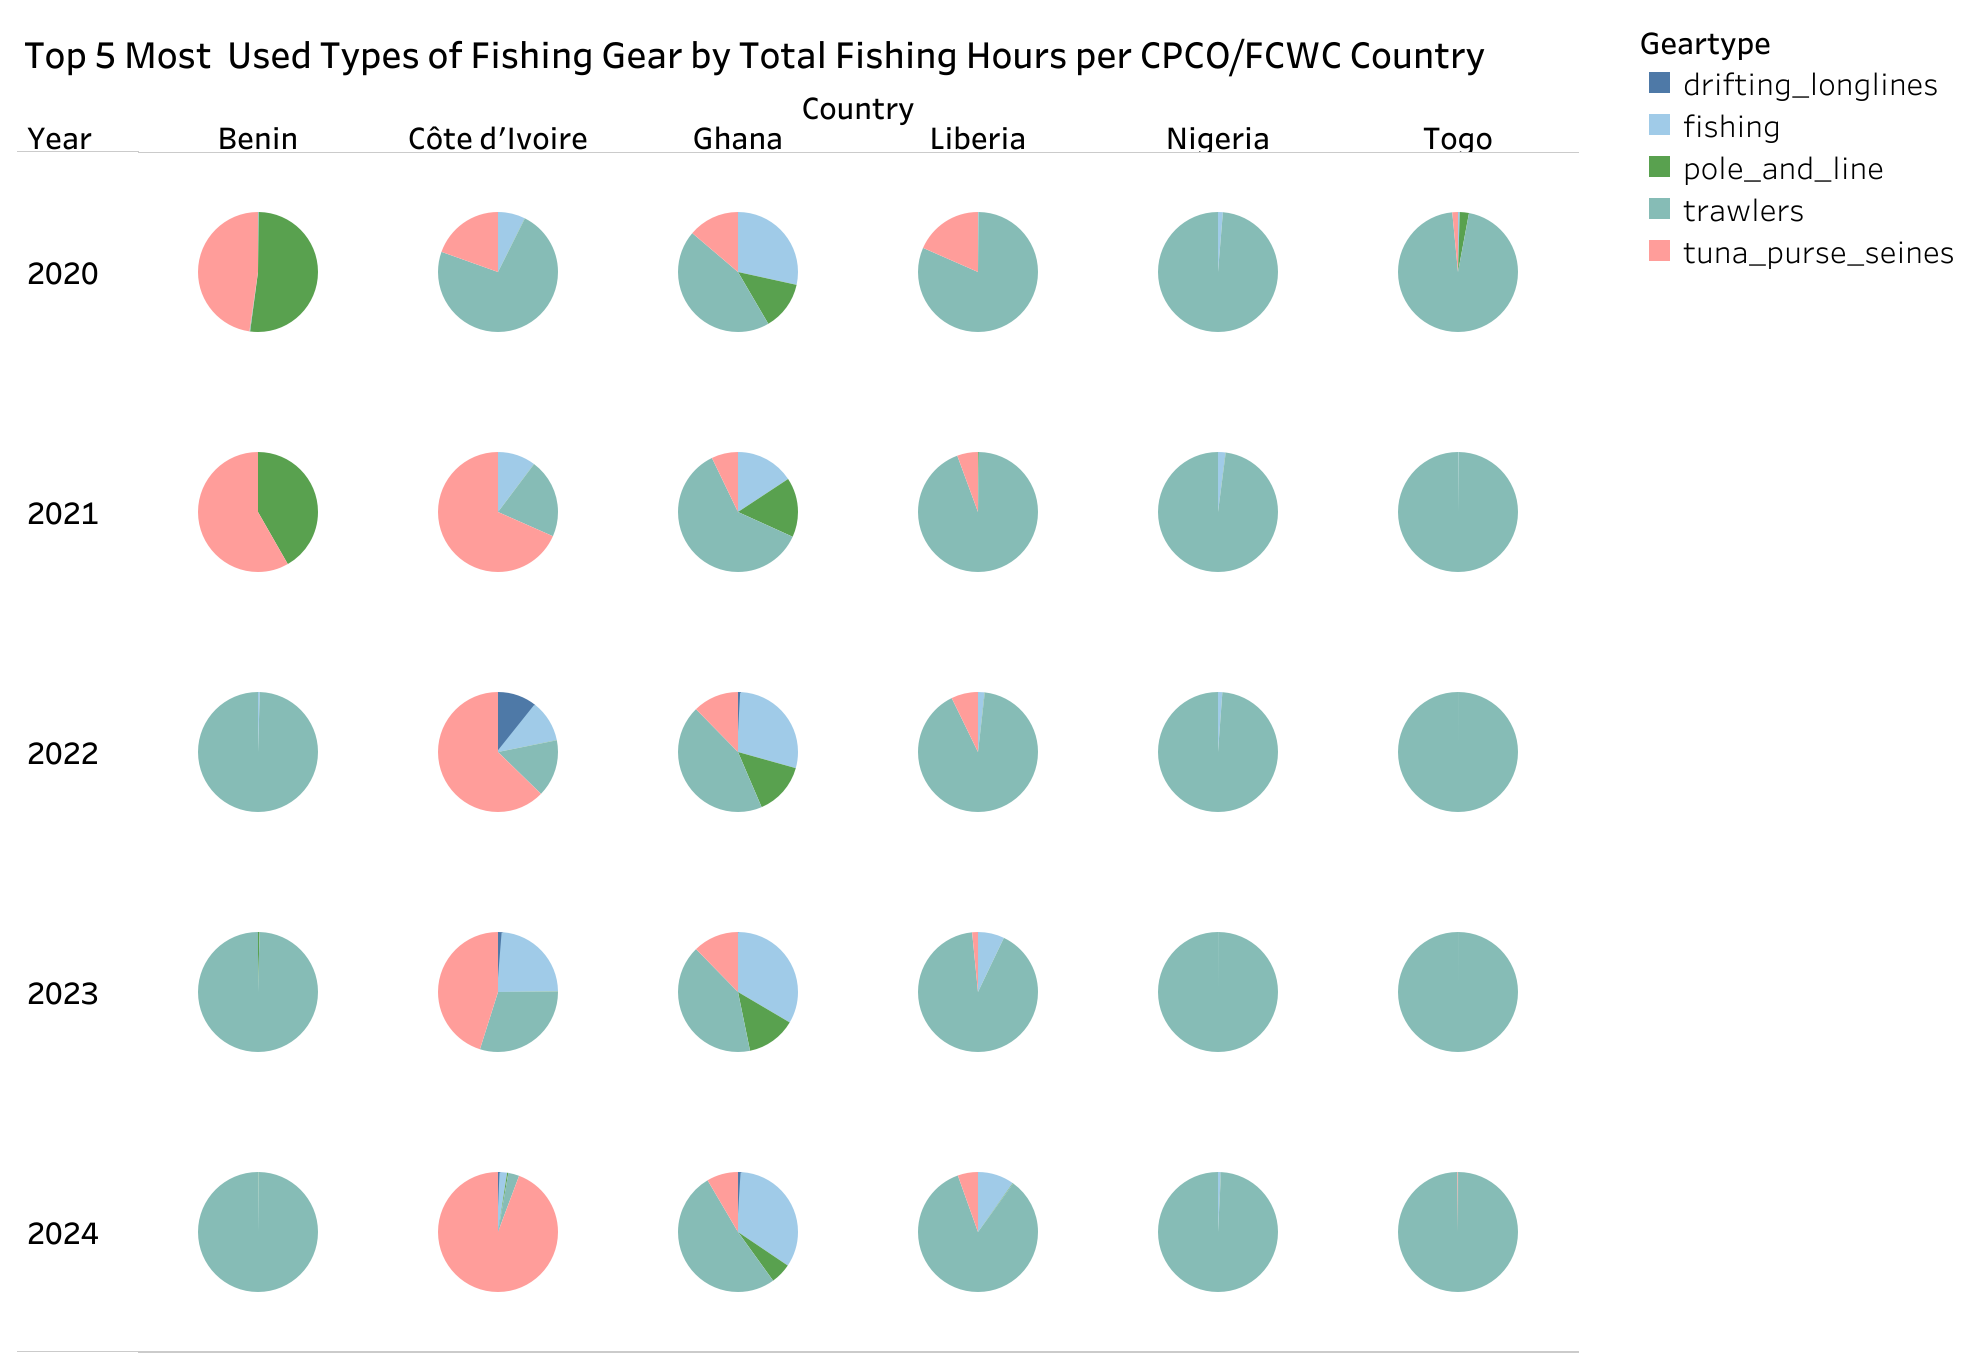 Top 5 Most  Used Types of Fishing Gear by Total Fishing Hours per CPCO/FCWC Country
Country
Year Benin Côte d’Ivoire Ghana Liberia Nigeria Togo
2020
2021
2022
2023
2024
Geartype
drifting_longlines
fishing
pole_and_line
trawlers
tuna_purse_seines